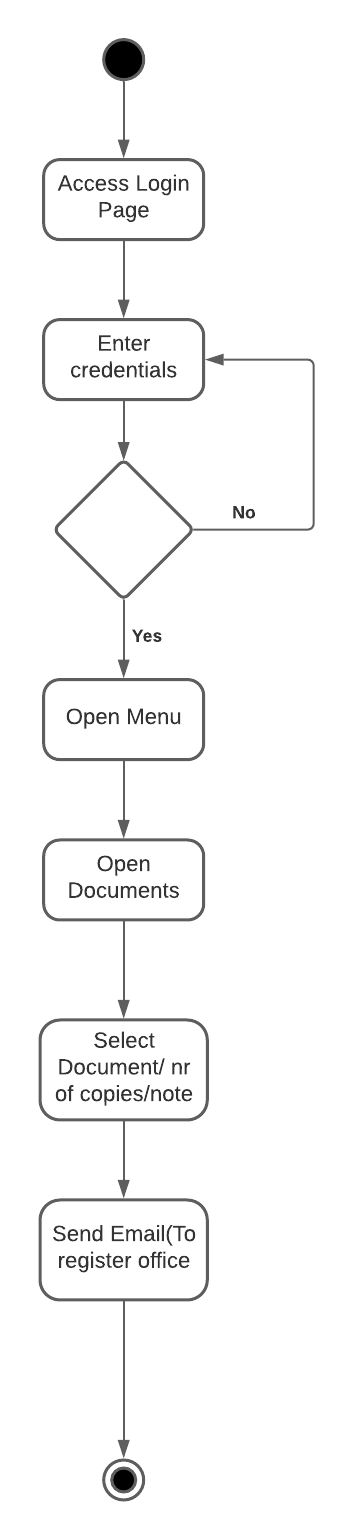 Access Login
Page
Enter
credentials
No
Yes
Open Menu
Open
Documents
Select
Document/ nr
of copies/note
Send Email(To
register office